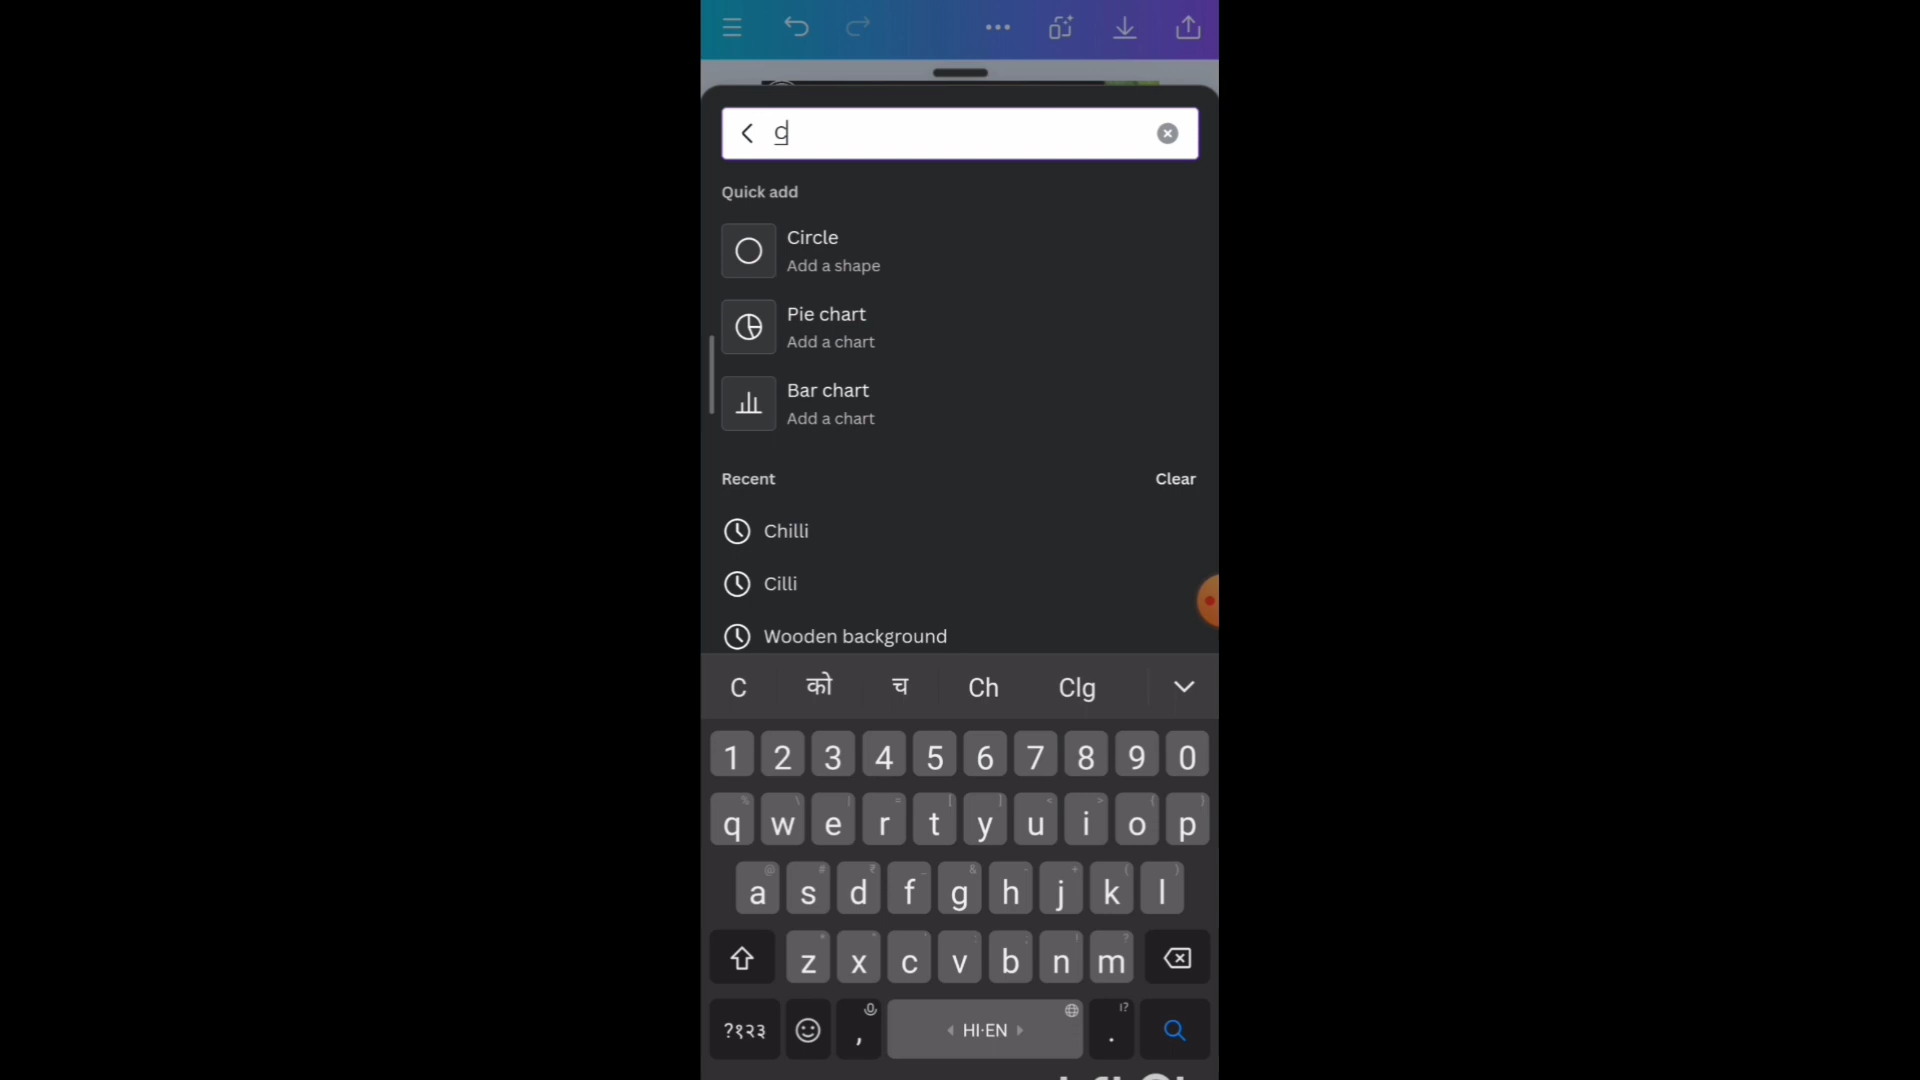 c
Quick add
Circle
Add a shape
Pie chart
Add a chart
Bar chart
Add a chart
Recent Clear
Chilli
Cilli
Wooden background
C को च Ch Clg
1 2 3 4 5 6 7 8 9 0
q w e r t y u i o p
a s d f g h j k l
z x c v b n m
?१२३ , HI·EN .